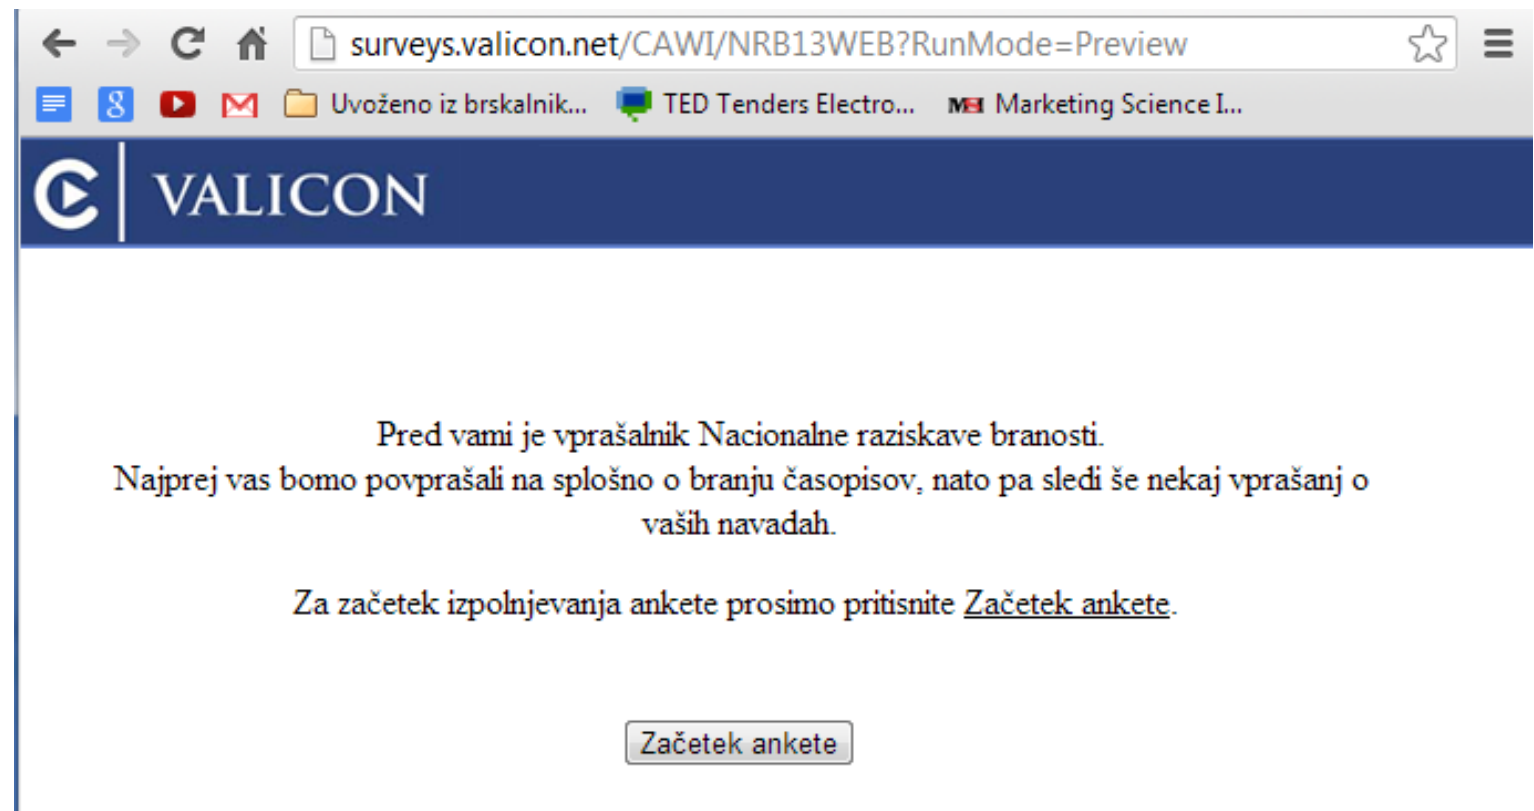 surveys.valicon.net/CAWI/NRB13WEB?RunMode=Preview
8 Uvoženo iz brskalnik... TED Tenders Electro... MSI Marketing Science I...
VALICON
Pred vami je vprašalnik Nacionalne raziskave branosti.
Najprej vas bomo povprašali na splošno o branju časopisov, nato pa sledi še nekaj vprašanj o
vaših navadah.
Za začetek izpolnjevanja ankete prosimo pritisnite Začetek ankete.
Začetek ankete